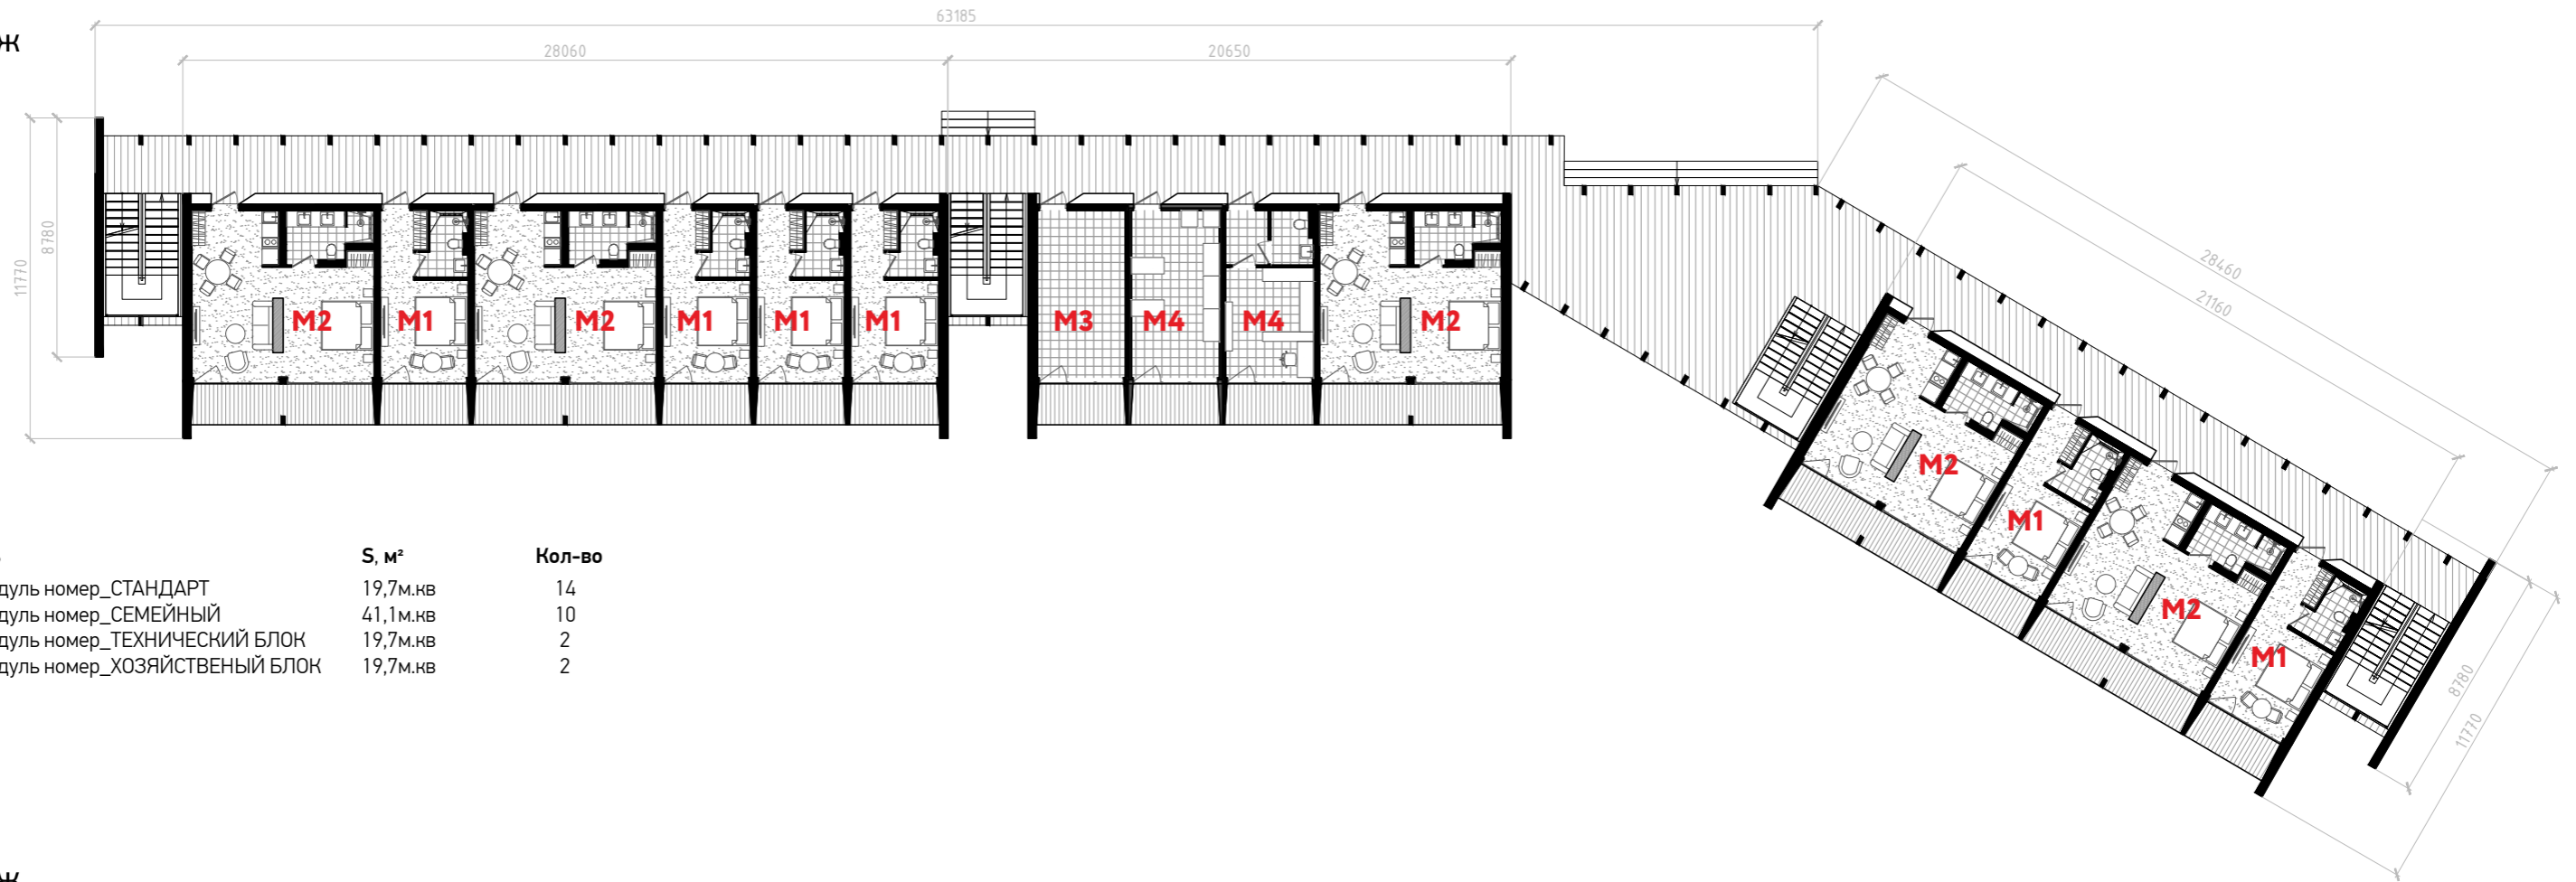 63185
Ж
28060
20650
28460
21160
8780
11770
M2 M1 M2 M1 M1 M1 M3 M4 M4 M2
M2
M1
M2
M1
8780
11770
S, м² Кол-во
дуль номер_СТАНДАРТ 19,7м.кв 14
дуль номер_СЕМЕЙНЫЙ 41,1м.кв 10
дуль номер_ТЕХНИЧЕСКИЙ БЛОК 19,7м.кв 2
дуль номер_ХОЗЯЙСТВЕНЫЙ БЛОК 19,7м.кв 2
Ж